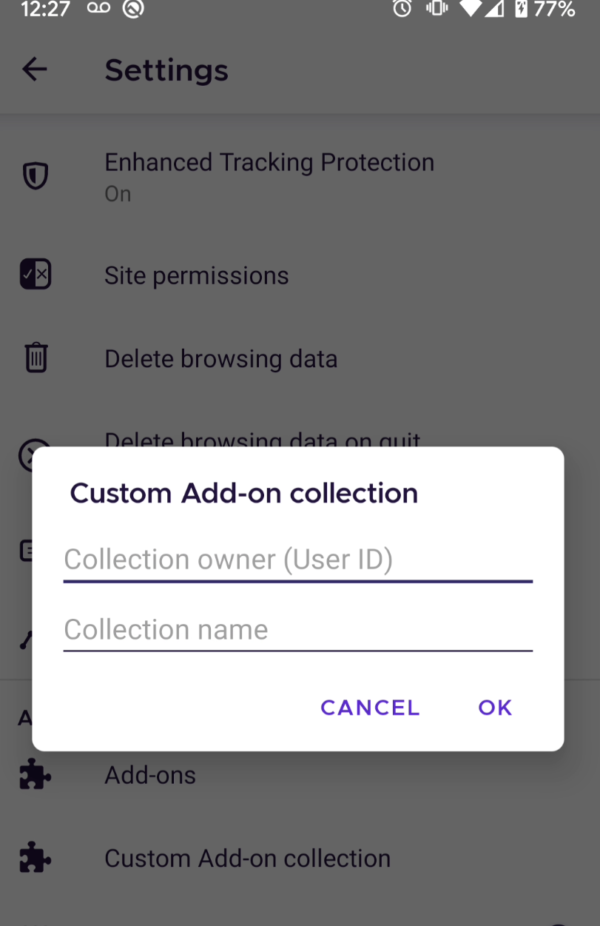 12:27
77%
Settings
Enhanced Tracking Protection
On
Site permissions
Delete browsing data
Delete browsing data on quit
Custom Add-on collection
Collection owner (User ID)
Collection name
CANCEL OK
A
Add-ons
Custom Add-on collection